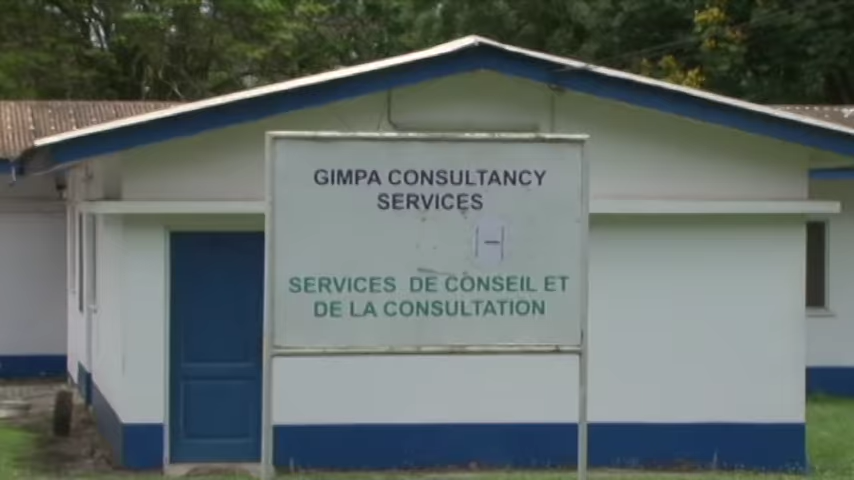 GIMPA CONSULTANCY
SERVICES
H
SERVICES DE CONSEIL ET
DE LA CONSULTATION